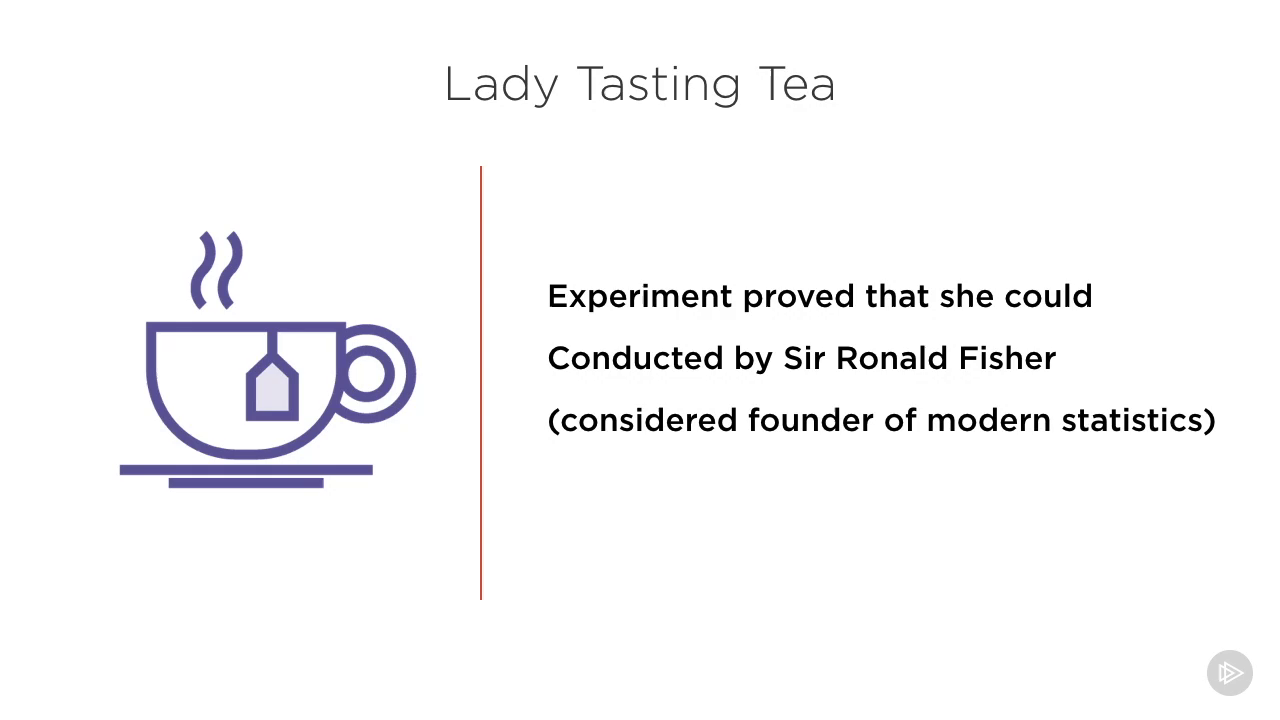 Lady Tasting Tea
Experiment proved that she could
Conducted by Sir Ronald Fisher
(considered founder of modern statistics)